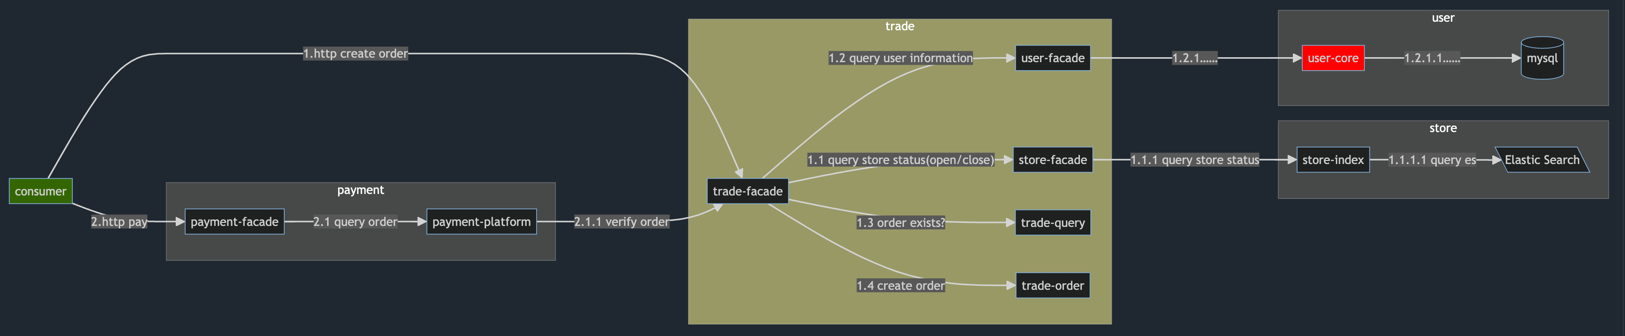 trade
user
1.http create order
1.2 query user information
user-facade
1.2.1......
user-core
1.2.1.1......
mysql
store
1.1 query store status(open/close)
store-facade
1.1.1 query store status
store-index
1.1.1.1 query es
Elastic Search
consumer
payment
trade-facade
2.http pay
payment-facade
2.1 query order
payment-platform
2.1.1 verify order
1.3 order exists?
trade-query
1.4 create order
trade-order